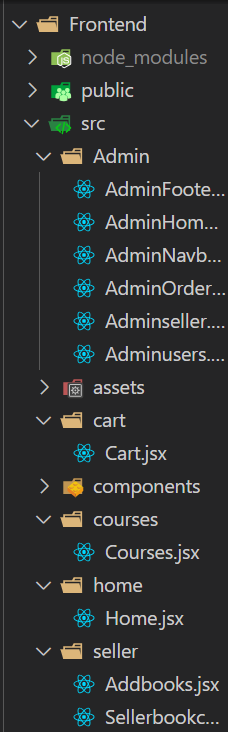 Frontend
node_modules
public
src
Admin
AdminFoote...
AdminHom...
AdminNavb...
AdminOrder...
Adminseller....
Adminusers....
assets
cart
Cart.jsx
components
courses
Courses.jsx
home
Home.jsx
seller
Addbooks.jsx
Sellerbookc...